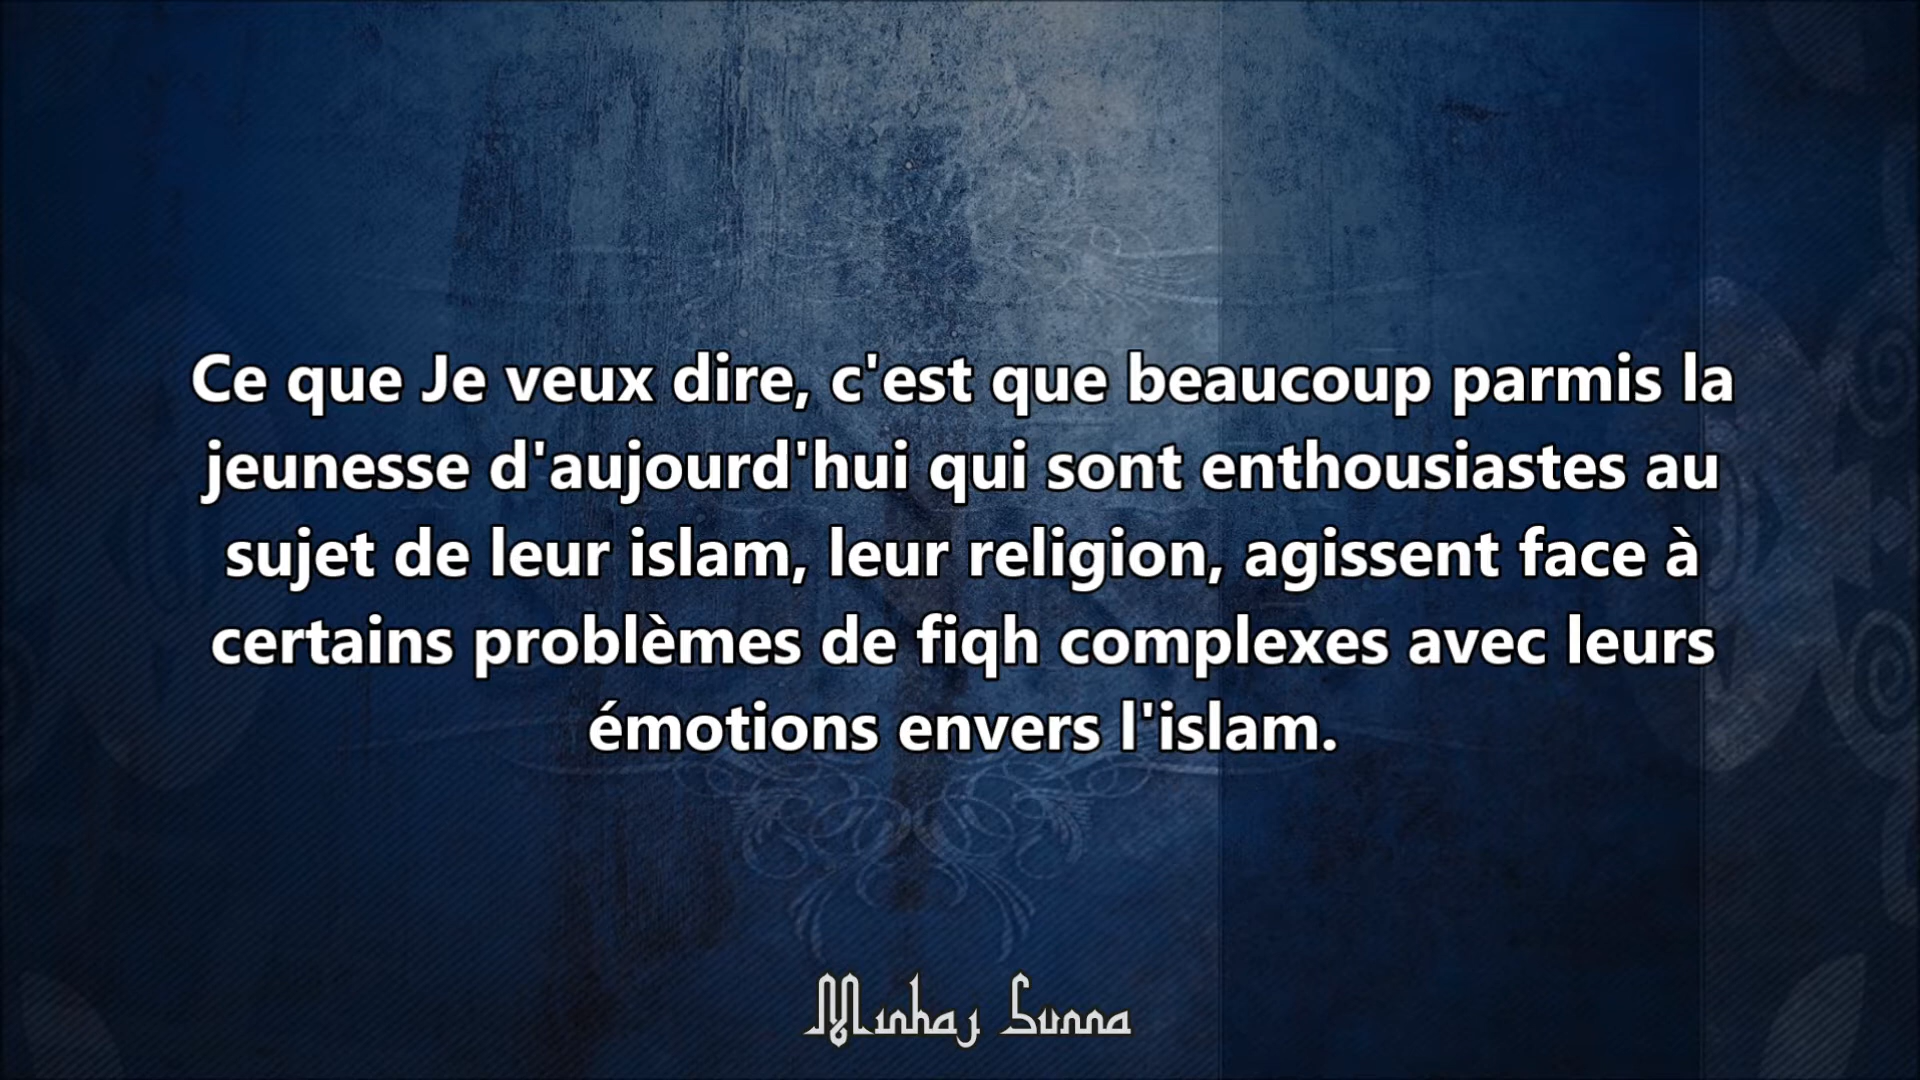 Ce que Je veux dire, c'est que beaucoup parmis la
jeunesse d'aujourd'hui qui sont enthousiastes au
sujet de leur islam, leur religion, agissent face à
certains problèmes de fiqh complexes avec leurs
émotions envers l'islam.
Minhaj Sunna